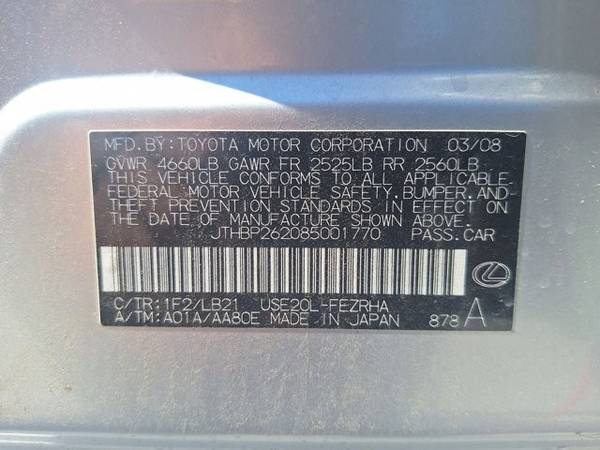 MFD.BY:TOYOTA MOTOR CORPORATION 03/08
GVWR 4660LB GAWR FR 2525LB RR 2560LB
THIS VEHICLE CONFORMS TO ALL APPLICABLE
FEDERAL MOTOR VEHICLE SAFETY,BUMPER,AND
THEFT PREVENTION STANDARDS IN EFFECT ON
THE DATE OF MANUFACTURE SHOWN ABOVE.
JTHBP262085001770 PASS.CAR
C/TR:1F2/LB21 USE20L-FEZRHA
A/TM:A01A/AA80E MADE IN JAPAN 878 A